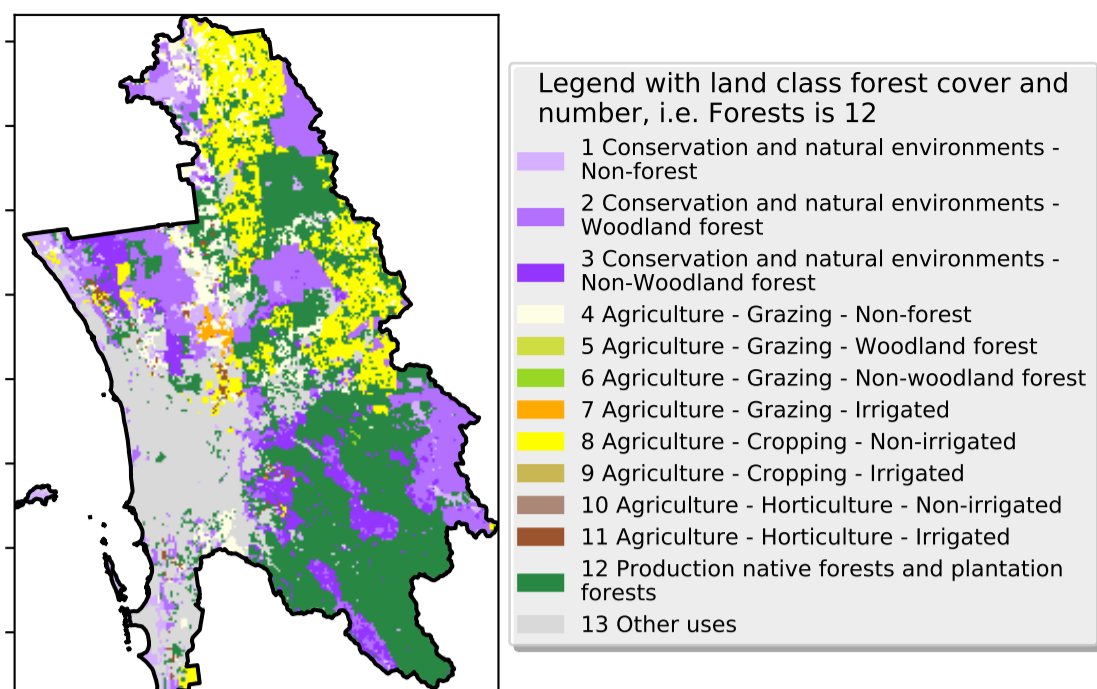 Legend with land class forest cover and
number, i.e. Forests is 12
1 Conservation and natural environments -
Non-forest
2 Conservation and natural environments -
Woodland forest
3 Conservation and natural environments -
Non-Woodland forest
4 Agriculture - Grazing - Non-forest
5 Agriculture - Grazing - Woodland forest
6 Agriculture - Grazing - Non-woodland forest
7 Agriculture - Grazing - Irrigated
8 Agriculture - Cropping - Non-irrigated
9 Agriculture - Cropping - Irrigated
10 Agriculture - Horticulture - Non-irrigated
11 Agriculture - Horticulture - Irrigated
12 Production native forests and plantation
forests
13 Other uses